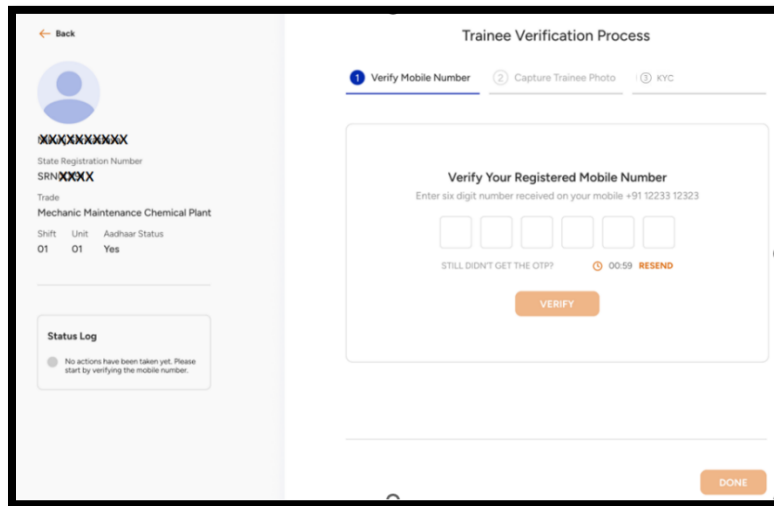 Back
XXXXXXXXXX
State Registration Number
SRNXXXX
Trade
Mechanic Maintenance Chemical Plant
Shift Unit Aadhaar Status
01 01 Yes
Status Log
No actions have been taken yet. Please
start by verifying the mobile number.
Trainee Verification Process
1 Verify Mobile Number 2 Capture Trainee Photo 3 KYC
Verify Your Registered Mobile Number
Enter six digit number received on your mobile +91 12233 12323
STILL DIDN'T GET THE OTP? 00:59 RESEND
VERIFY
DONE